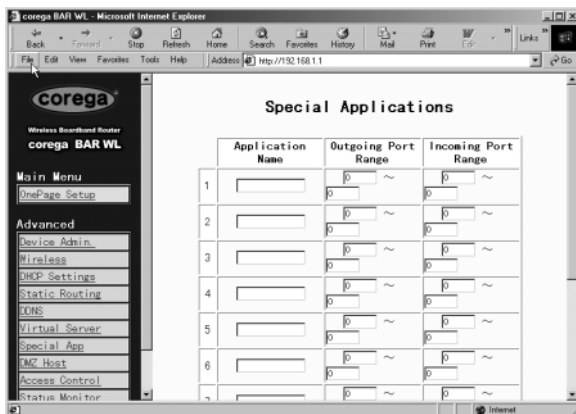 corega BAR WL - Microsoft Internet Explorer
Back Forward Stop Refresh Home Search Favorites History Mail Print Edit Links
File Edit View Favorites Tools Help Address http://192.168.1.1 Go
corega
Wireless Boardband Router
corega BAR WL
Main Menu
OnePage Setup
Advanced
Device Admin.
Wireless
DHCP Settings
Static Routing
DDNS
Virtual Server
Special App
DMZ Host
Access Control
Status Monitor
Special Applications
Application Name
Outgoing Port Range
Incoming Port Range
1 0 ~ 0 0 ~ 0
2 0 ~ 0 0 ~ 0
3 0 ~ 0 0 ~ 0
4 0 ~ 0 0 ~ 0
5 0 ~ 0 0 ~ 0
6 0 ~ 0 0 ~ 0
0 ~ 0 ~
Internet